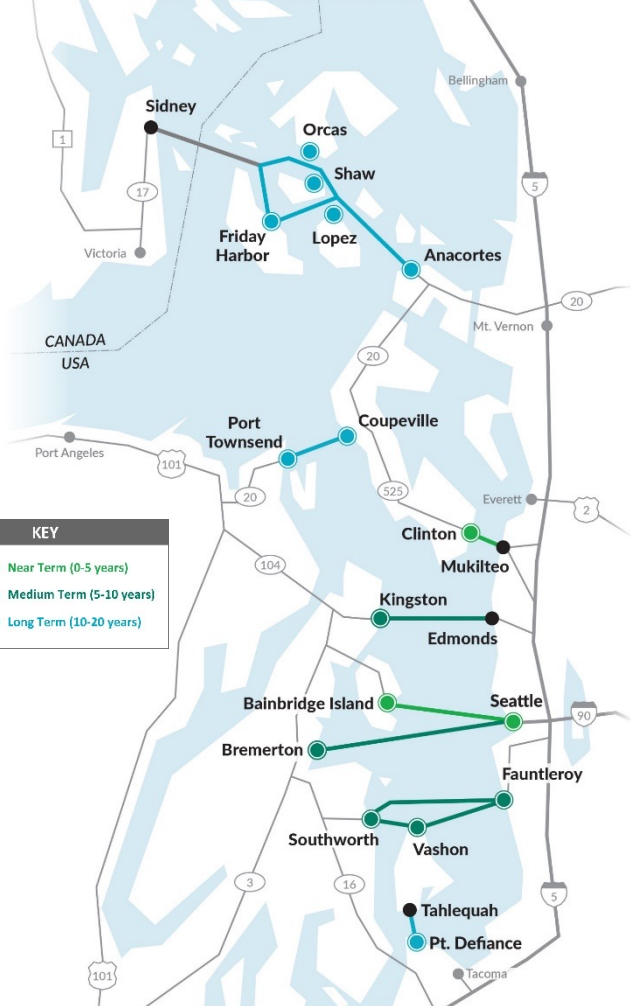 Bellingham
Sidney
Orcas
1
Shaw
5
17
Friday
Harbor
Lopez
Victoria
Anacortes
20
Mt. Vernon
CANADA
USA
20
Port
Townsend
Coupeville
Port Angeles
101
20
525
Everett
2
KEY
Near Term (0-5 years)
Medium Term (5-10 years)
Long Term (10-20 years)
Clinton
Mukilteo
104
Kingston
Edmonds
Bainbridge Island
Seattle
90
Bremerton
Fauntleroy
Southworth
Vashon
3
16
5
Tahlequah
Pt. Defiance
101
Tacoma